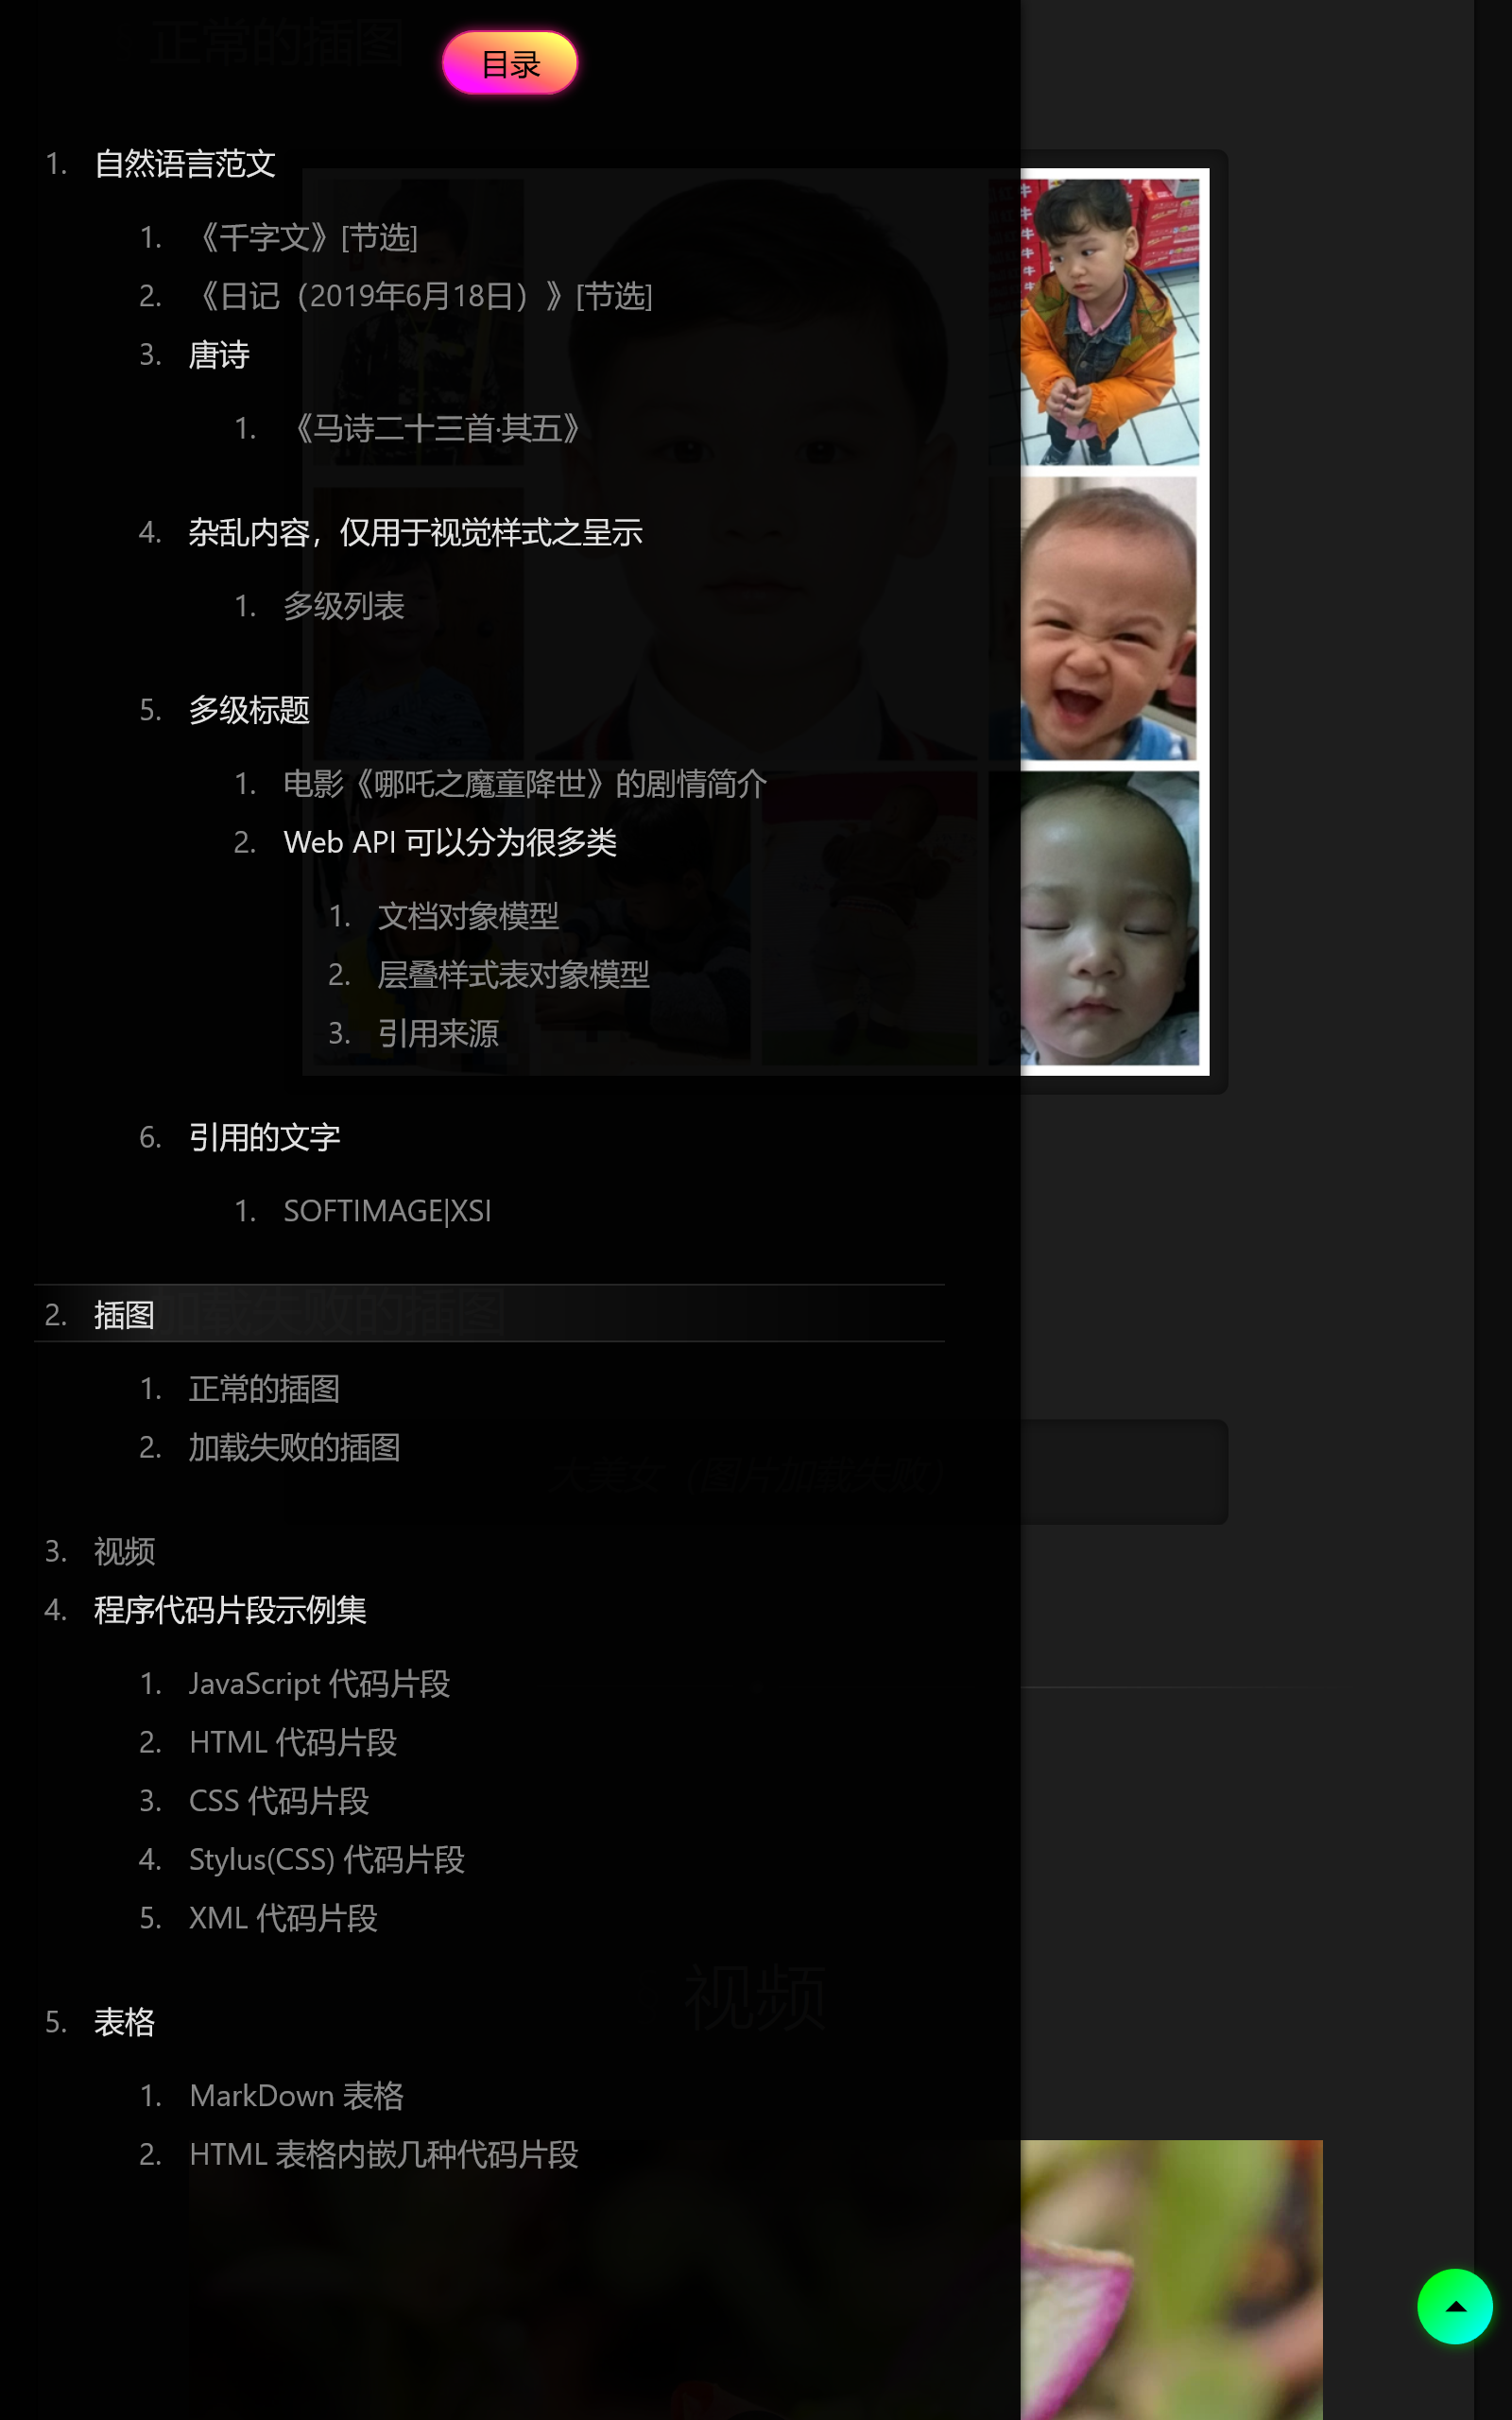 正常的插图
目录
1. 自然语言范文
1. 《千字文》[节选]
2. 《日记（2019年6月18日）》[节选]
3. 唐诗
1. 《马诗二十三首·其五》
4. 杂乱内容，仅用于视觉样式之呈示
1. 多级列表
5. 多级标题
1. 电影《哪吒之魔童降世》的剧情简介
2. Web API 可以分为很多类
1. 文档对象模型
2. 层叠样式表对象模型
3. 引用来源
6. 引用的文字
1. SOFTIMAGE|XSI
2. 插图
加载失败的插图
1. 正常的插图
2. 加载失败的插图
大美女（图片加载失败）
3. 视频
4. 程序代码片段示例集
1. JavaScript 代码片段
2. HTML 代码片段
3. CSS 代码片段
4. Stylus(CSS) 代码片段
5. XML 代码片段
视频
5. 表格
1. MarkDown 表格
2. HTML 表格内嵌几种代码片段